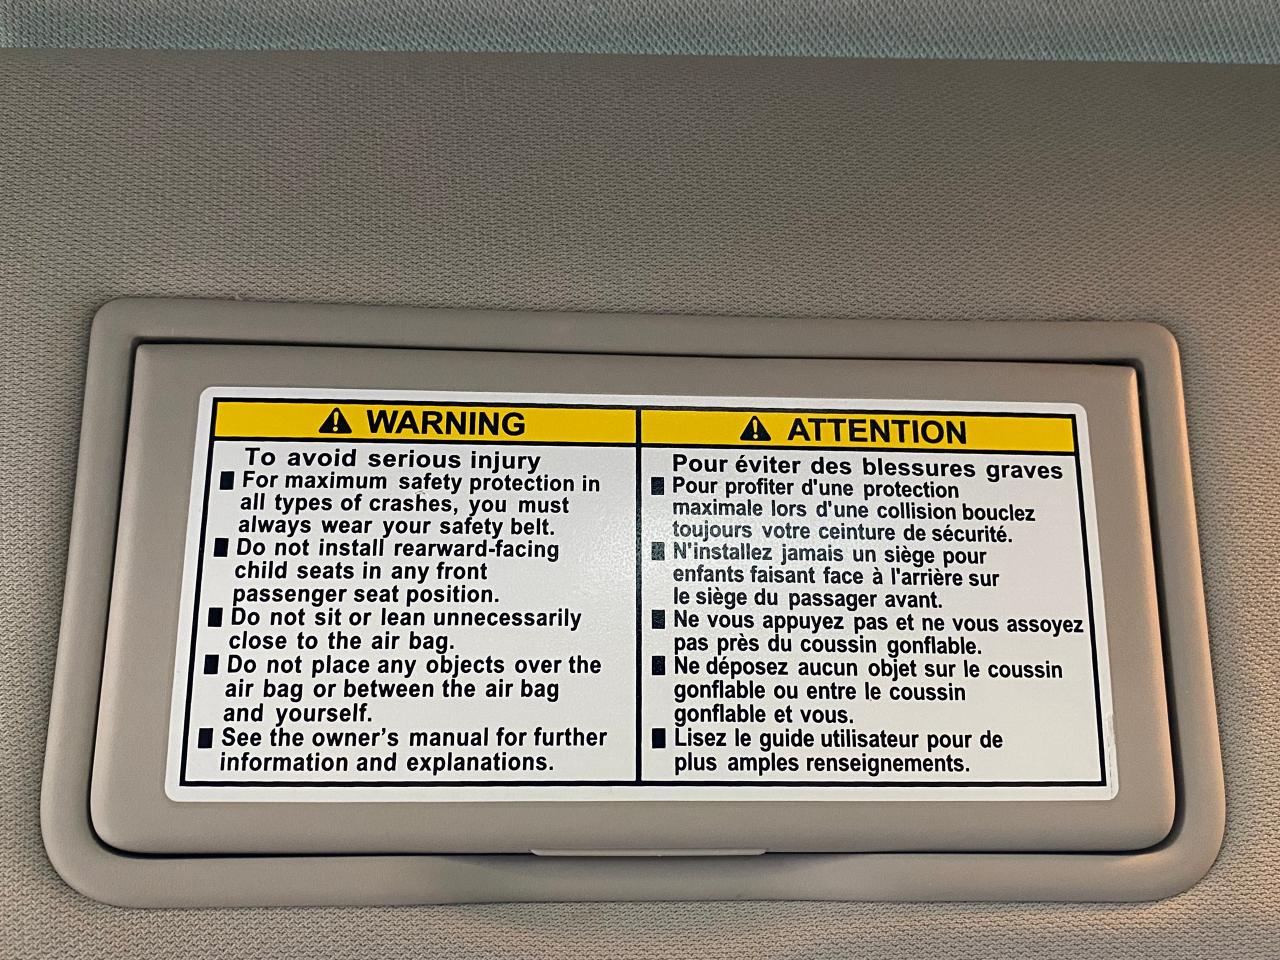 WARNING
To avoid serious injury
For maximum safety protection in
all types of crashes, you must
always wear your safety belt.
Do not install rearward-facing
child seats in any front
passenger seat position.
Do not sit or lean unnecessarily
close to the air bag.
Do not place any objects over the
air bag or between the air bag
and yourself.
See the owner's manual for further
information and explanations.
ATTENTION
Pour éviter des blessures graves
Pour profiter d'une protection
maximale lors d'une collision bouclez
toujours votre ceinture de sécurité.
N'installez jamais un siège pour
enfants faisant face à l'arrière sur
le siège du passager avant.
Ne vous appuyez pas et ne vous assoyez
pas près du coussin gonflable.
Ne déposez aucun objet sur le coussin
gonflable ou entre le coussin
gonflable et vous.
Lisez le guide utilisateur pour de
plus amples renseignements.